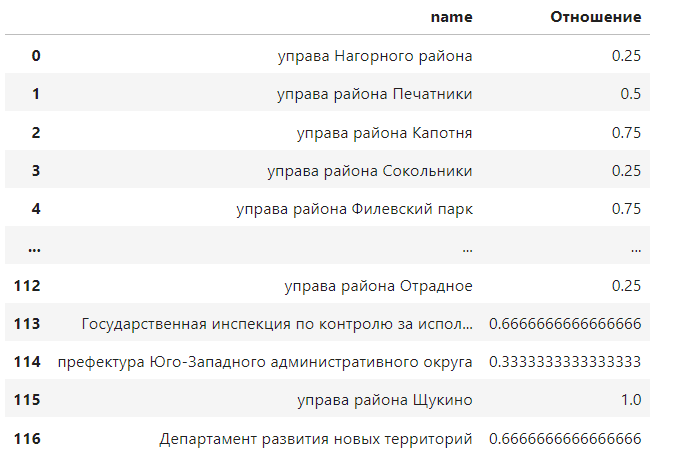 name Отношение
0 управа Нагорного района 0.25
1 управа района Печатники 0.5
2 управа района Капотня 0.75
3 управа района Сокольники 0.25
4 управа района Филевский парк 0.75
... ... ...
112 управа района Отрадное 0.25
113 Государственная инспекция по контролю за испол... 0.6666666666666666
114 префектура Юго-Западного административного округа 0.3333333333333333
115 управа района Щукино 1.0
116 Департамент развития новых территорий 0.6666666666666666